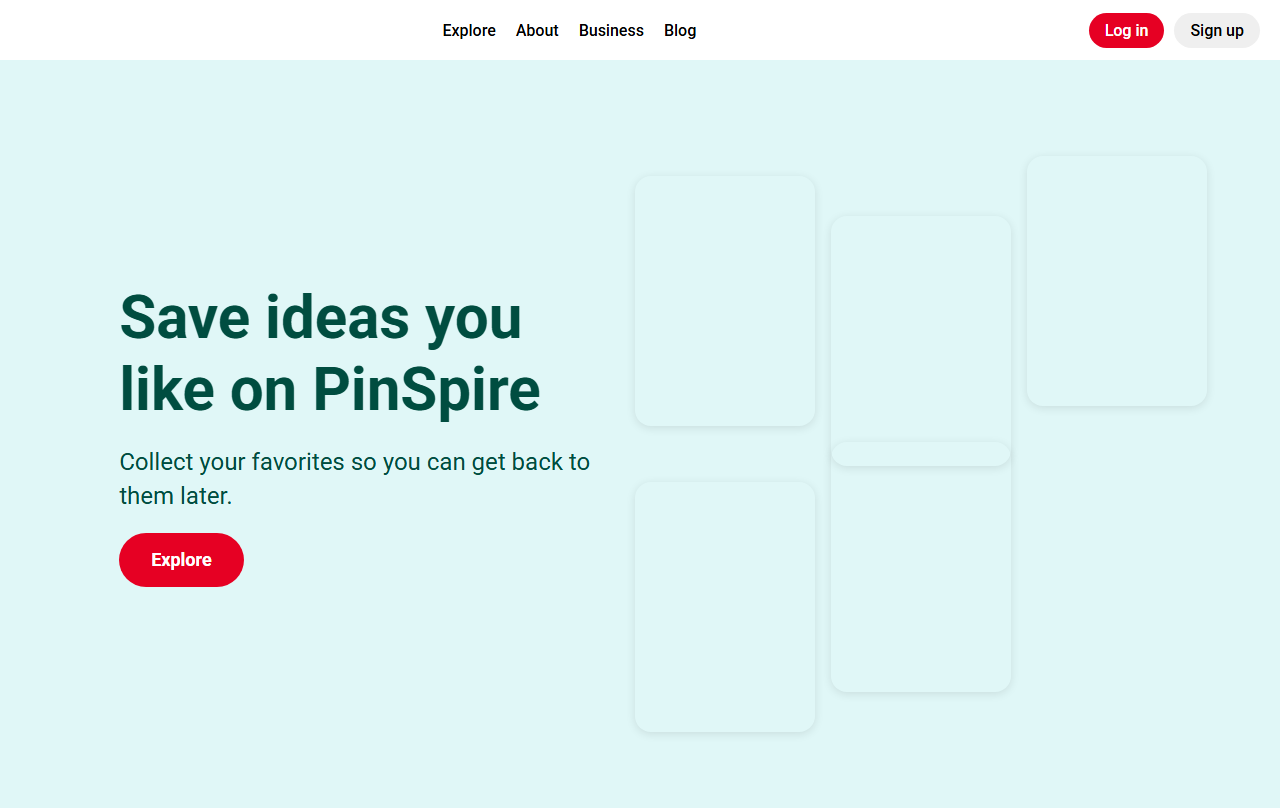 Explore About Business Blog
Log in Sign up
Save ideas you
like on PinSpire
Collect your favorites so you can get back to
them later.
Explore